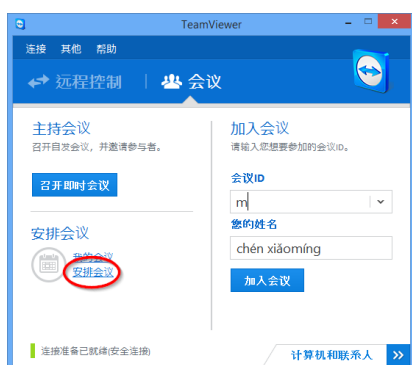 TeamViewer
连接 其他 帮助
远程控制 会议
主持会议
召开自发会议，并邀请参与者。
召开即时会议
安排会议
我的会议
安排会议
加入会议
请输入您想要参加的会议ID。
会议ID
m
您的姓名
chén xiǎomíng
加入会议
连接准备已就绪(安全连接)
计算机和联系人